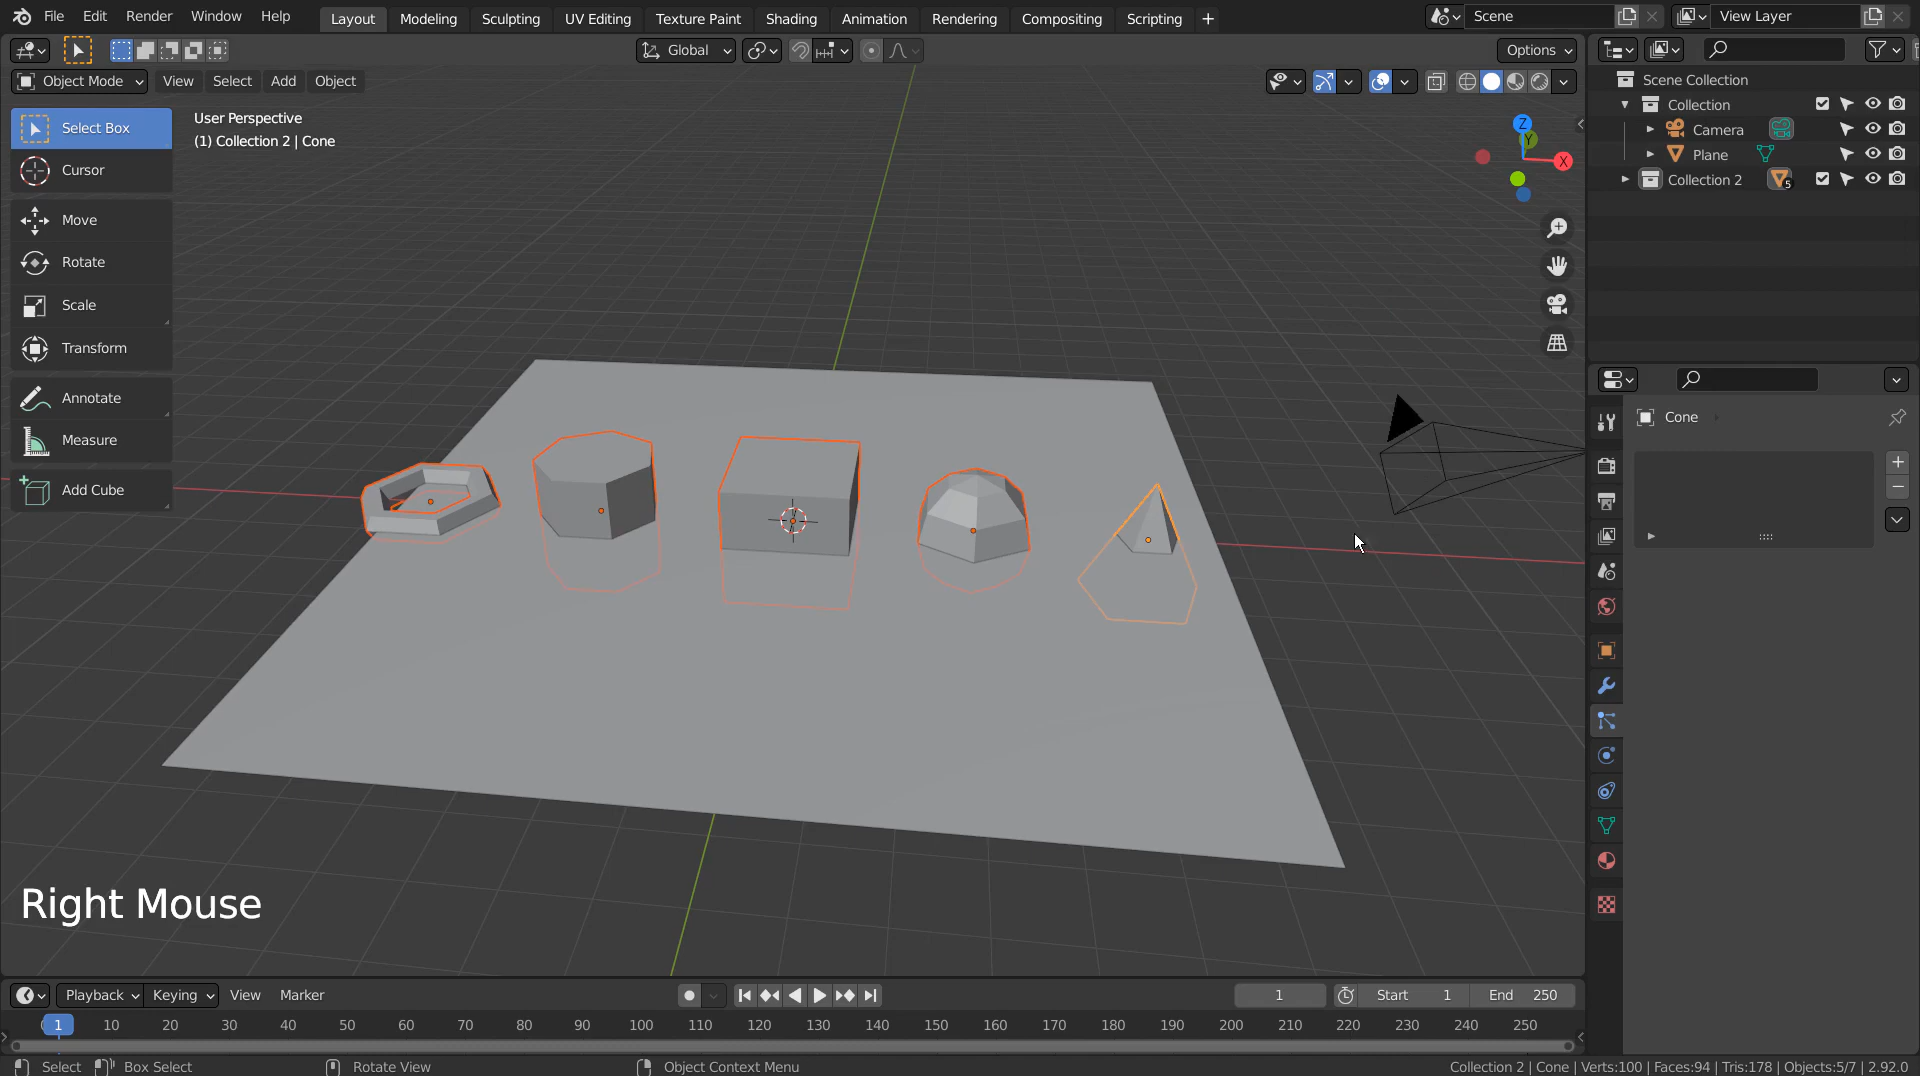 File Edit Render Window Help Layout Modeling Sculpting UV Editing Texture Paint Shading Animation Rendering Compositing Scripting + Scene View Layer
Global Options
Object Mode View Select Add Object
Select Box
Cursor
Move
Rotate
Scale
Transform
Annotate
Measure
Add Cube
User Perspective
(1) Collection 2 | Cone
Z
Y
X
Scene Collection
Collection
Camera
Plane
Collection 2 5
Cone
Right Mouse
Playback Keying View Marker 1 Start 1 End 250
1 10 20 30 40 50 60 70 80 90 100 110 120 130 140 150 160 170 180 190 200 210 220 230 240 250
Select Box Select Rotate View Object Context Menu Collection 2 | Cone | Verts:100 | Faces:94 | Tris:178 | Objects:5/7 | 2.92.0